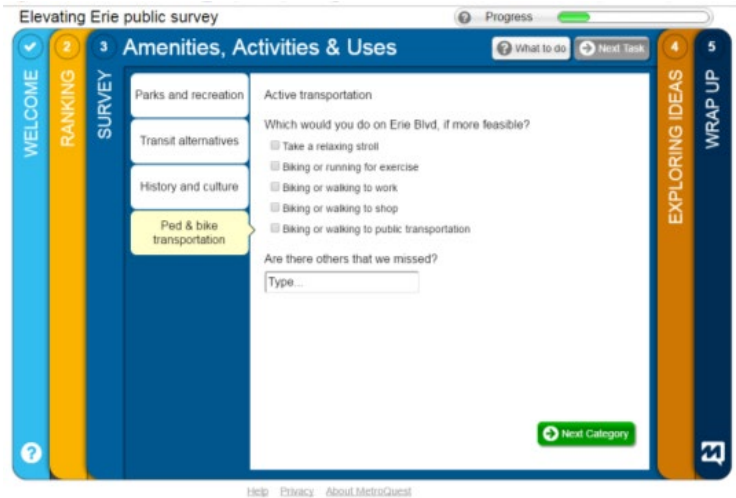 Elevating Erie public survey
Progress
WELCOME
2
RANKING
3
SURVEY
Amenities, Activities & Uses
What to do
Next Task
4
EXPLORING IDEAS
5
WRAP UP
Parks and recreation
Transit alternatives
History and culture
Ped & bike
transportation
Active transportation
Which would you do on Erie Blvd, if more feasible?
Take a relaxing stroll
Biking or running for exercise
Biking or walking to work
Biking or walking to shop
Biking or walking to public transportation
Are there others that we missed?
Type...
Next Category
Help Privacy About MetroQuest